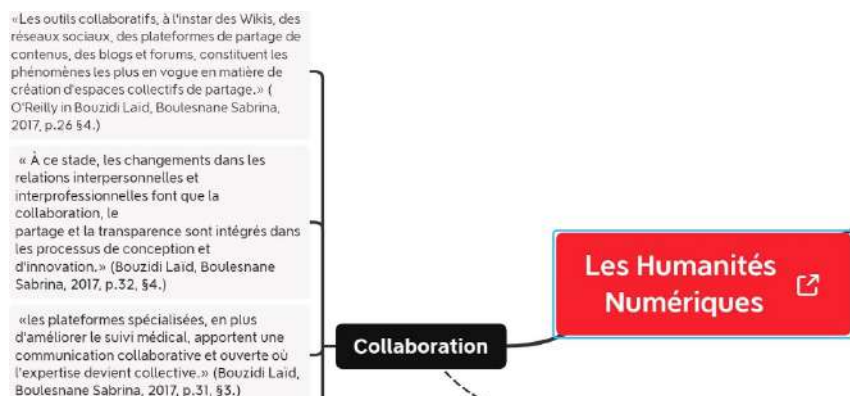 «Les outils collaboratifs, à l'instar des Wikis, des
réseaux sociaux, des plateformes de partage de
contenus, des blogs et forums, constituent les
phénomènes les plus en vogue en matière de
création d'espaces collectifs de partage.» (
O'Reilly in Bouzidi Laïd, Boulesnane Sabrina,
2017, p.26 §4.)
« À ce stade, les changements dans les
relations interpersonnelles et
interprofessionnelles font que la
collaboration, le
partage et la transparence sont intégrés dans
les processus de conception et
d'innovation.» (Bouzidi Laïd, Boulesnane
Sabrina, 2017, p.32, §4.)
«les plateformes spécialisées, en plus
d'améliorer le suivi médical, apportent une
communication collaborative et ouverte où
l'expertise devient collective.» (Bouzidi Laïd,
Boulesnane Sabrina, 2017, p.31, §3.)
Collaboration
Les Humanités
Numériques